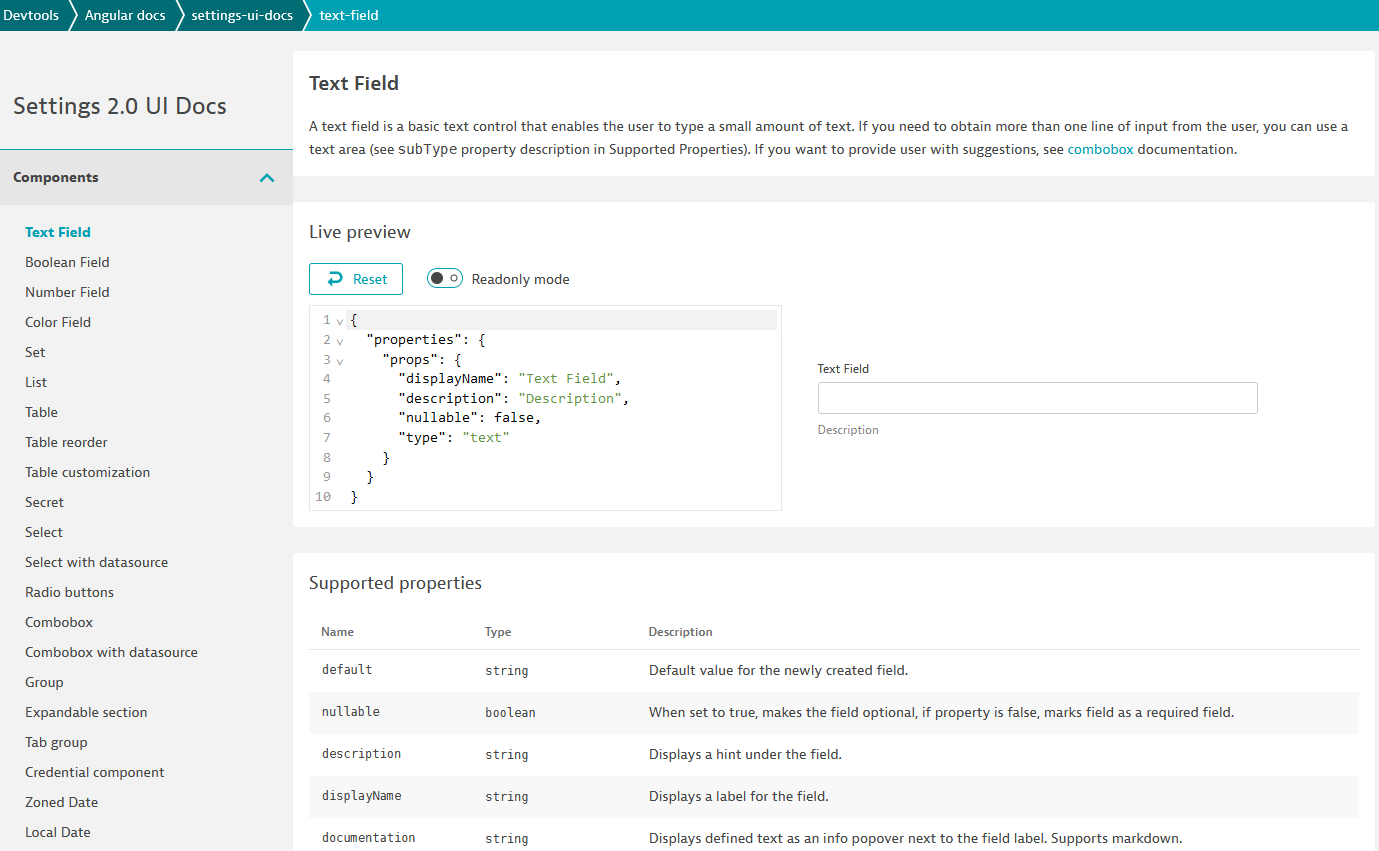 Devtools
Angular docs
settings-ui-docs
text-field
Settings 2.0 UI Docs
Components
Text Field
Boolean Field
Number Field
Color Field
Set
List
Table
Table reorder
Table customization
Secret
Select
Select with datasource
Radio buttons
Combobox
Combobox with datasource
Group
Expandable section
Tab group
Credential component
Zoned Date
Local Date
Text Field
A text field is a basic text control that enables the user to type a small amount of text. If you need to obtain more than one line of input from the user, you can use a
text area (see subType property description in Supported Properties). If you want to provide user with suggestions, see combobox documentation.
Live preview
Reset
Readonly mode
1 {
2 "properties": {
3 "props": {
4 "displayName": "Text Field",
5 "description": "Description",
6 "nullable": false,
7 "type": "text"
8 }
9 }
10 }
Text Field
Description
Supported properties
Name Type Description
default string Default value for the newly created field.
nullable boolean When set to true, makes the field optional, if property is false, marks field as a required field.
description string Displays a hint under the field.
displayName string Displays a label for the field.
documentation string Displays defined text as an info popover next to the field label. Supports markdown.